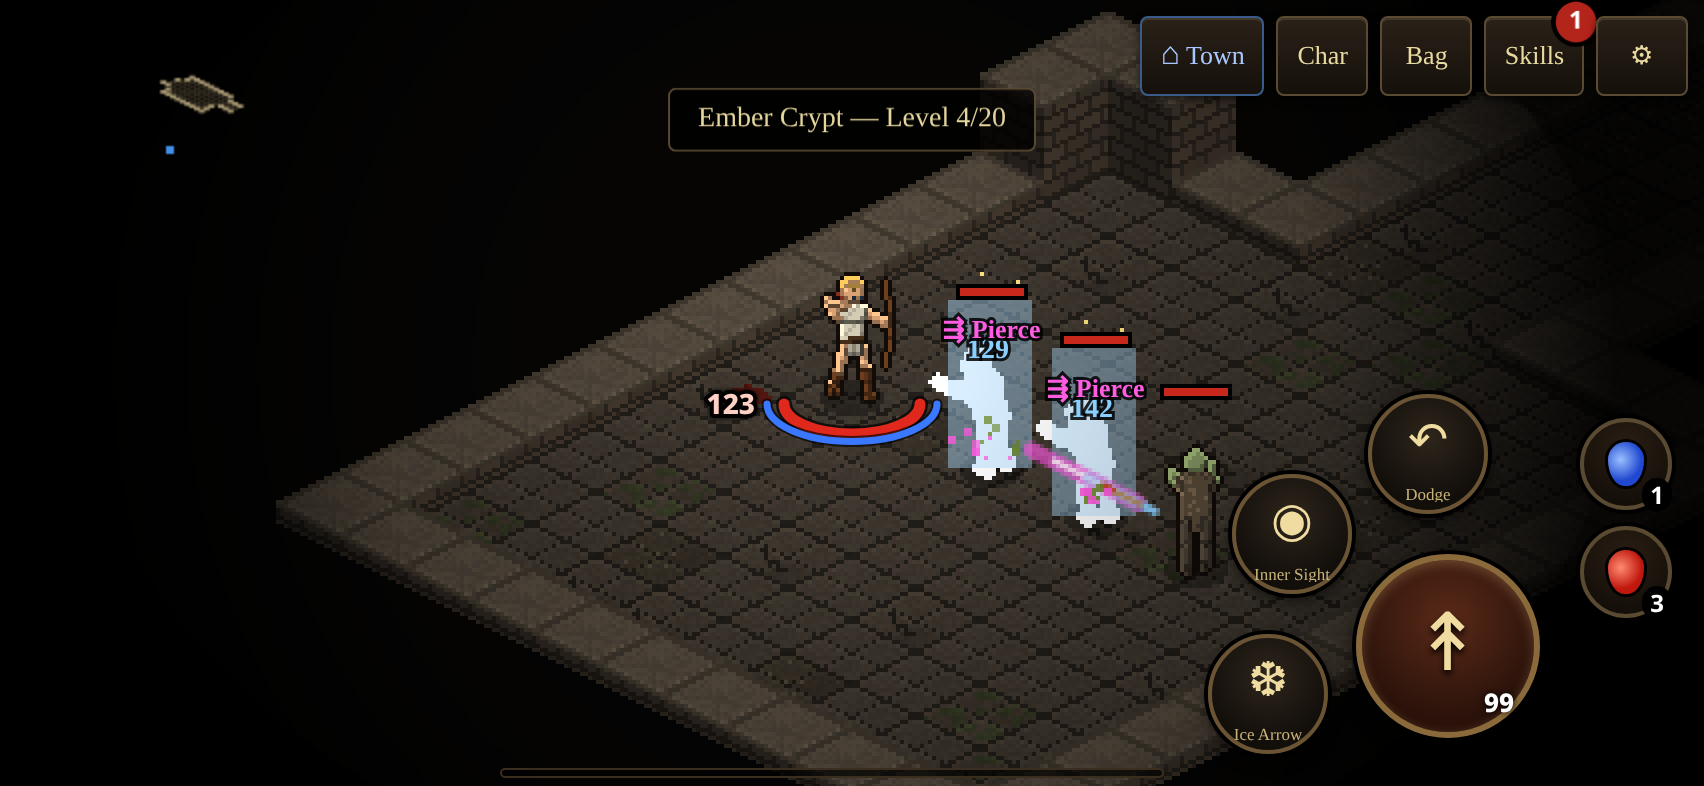 ⌂ Town
Char
Bag
Skills
1
Ember Crypt — Level 4/20
Pierce
129
Pierce
142
123
Dodge
1
Inner Sight
3
99
Ice Arrow